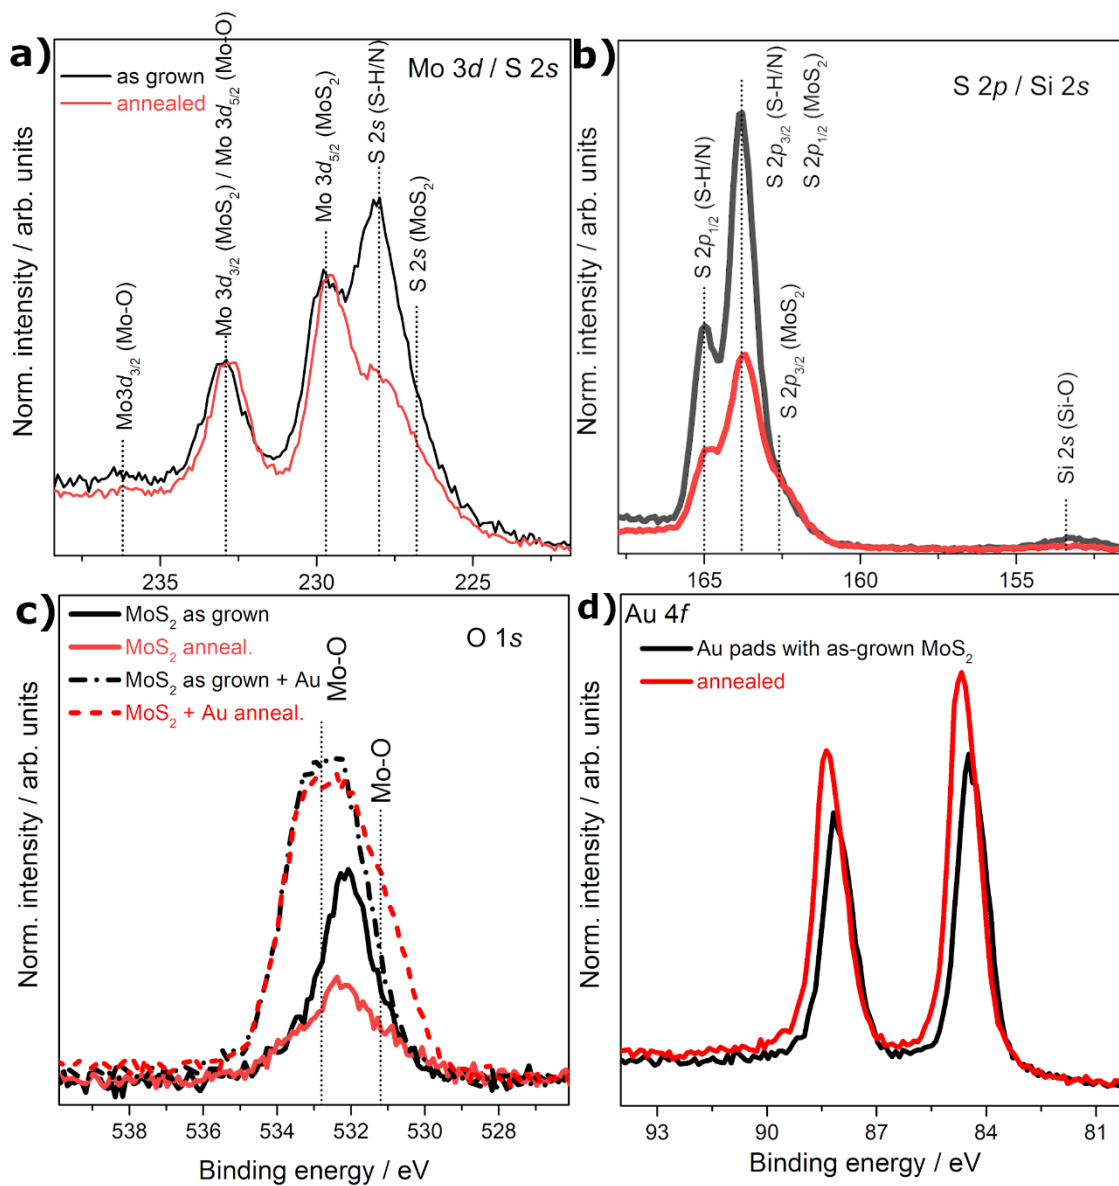 a)
as grown
annealed
Mo 3d / S 2s
Mo3d3/2 (Mo-O)
Mo 3d3/2 (MoS2) / Mo 3d5/2 (Mo-O)
Mo 3d5/2 (MoS2)
S 2s (S-H/N)
S 2s (MoS2)
Norm. intensity / arb. units
235 230 225
b)
S 2p / Si 2s
S 2p1/2 (S-H/N)
S 2p3/2 (S-H/N)
S 2p1/2 (MoS2)
S 2p3/2 (MoS2)
Si 2s (Si-O)
Norm. intensity / arb. units
165 160 155
c)
MoS2 as grown
MoS2 anneal.
MoS2 as grown + Au
MoS2 + Au anneal.
O 1s
Mo-O
Mo-O
Norm. intensity / arb. units
538 536 534 532 530 528
Binding energy / eV
d)
Au 4f
Au pads with as-grown MoS2
annealed
Norm. intensity / arb. units
93 90 87 84 81
Binding energy / eV